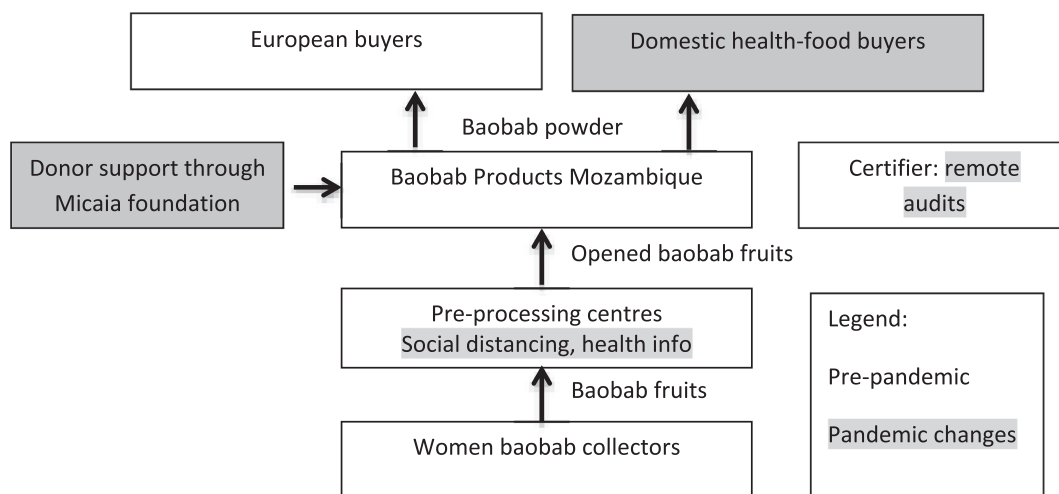 European buyers
Domestic health-food buyers
Baobab powder
Donor support through
Micaia foundation
Baobab Products Mozambique
Certifier: remote
audits
Opened baobab fruits
Pre-processing centres
Social distancing, health info
Baobab fruits
Women baobab collectors
Legend:
Pre-pandemic
Pandemic changes